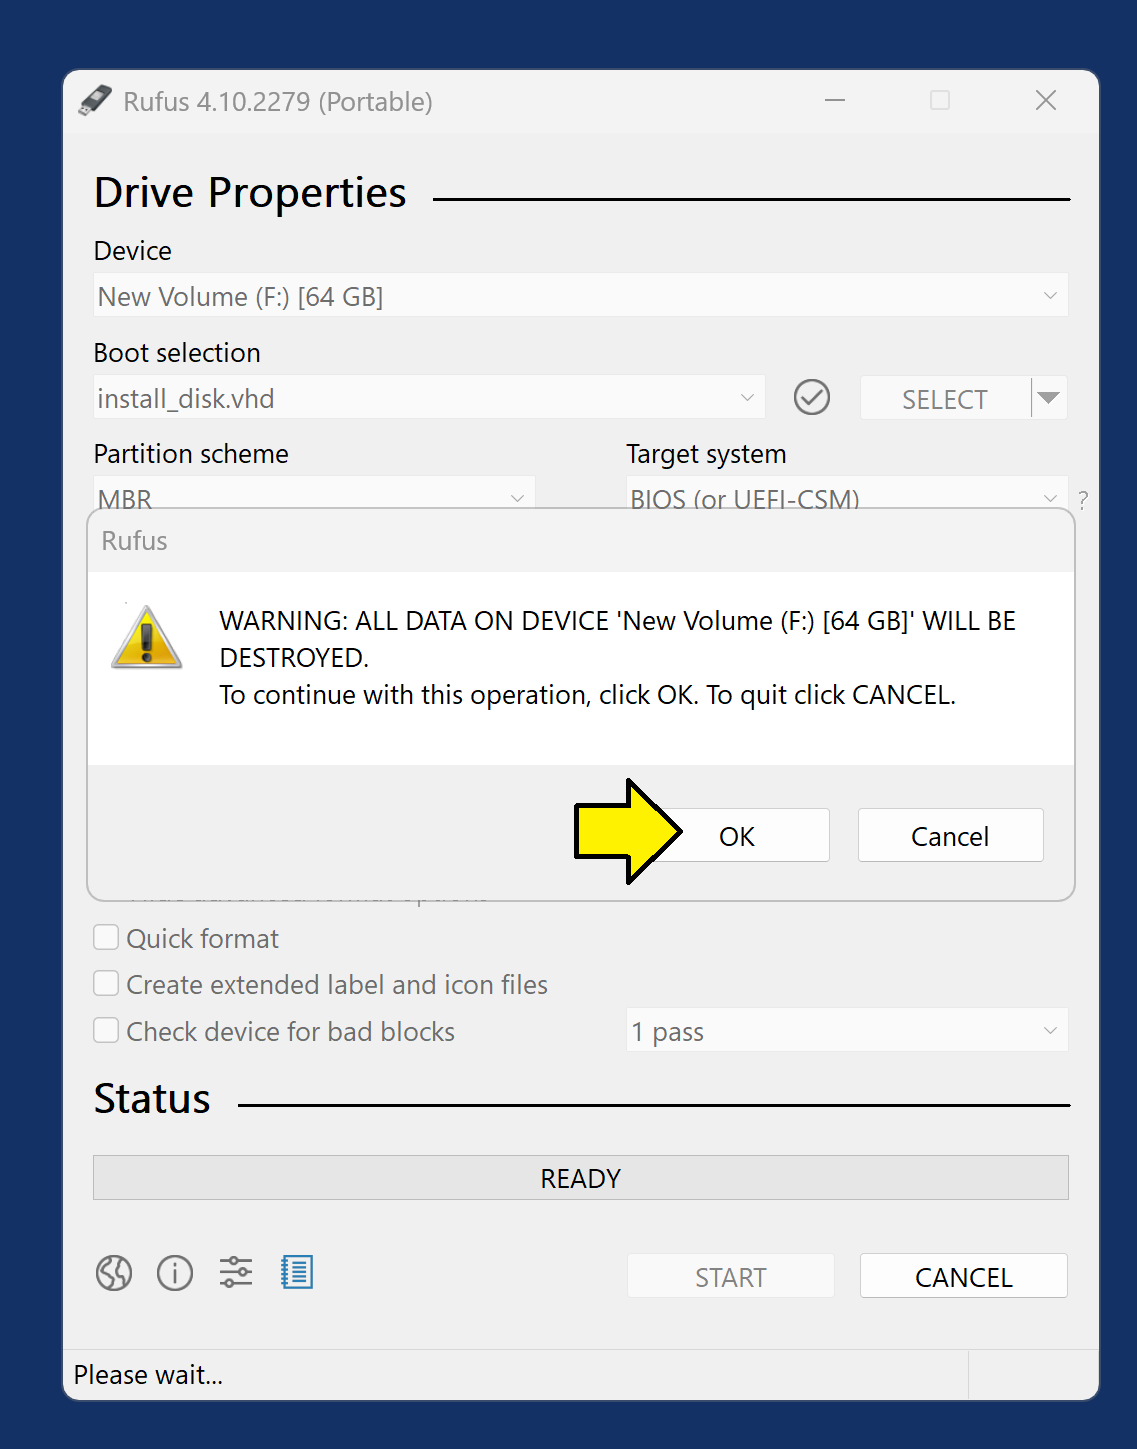 Rufus 4.10.2279 (Portable)
Drive Properties
Device
New Volume (F:) [64 GB]
Boot selection
install_disk.vhd
SELECT
Partition scheme
Target system
MBR
BIOS (or UEFI-CSM)
?
Rufus
WARNING: ALL DATA ON DEVICE 'New Volume (F:) [64 GB]' WILL BE
DESTROYED.
To continue with this operation, click OK. To quit click CANCEL.
OK
Cancel
Quick format
Create extended label and icon files
Check device for bad blocks
1 pass
Status
READY
START
CANCEL
Please wait...